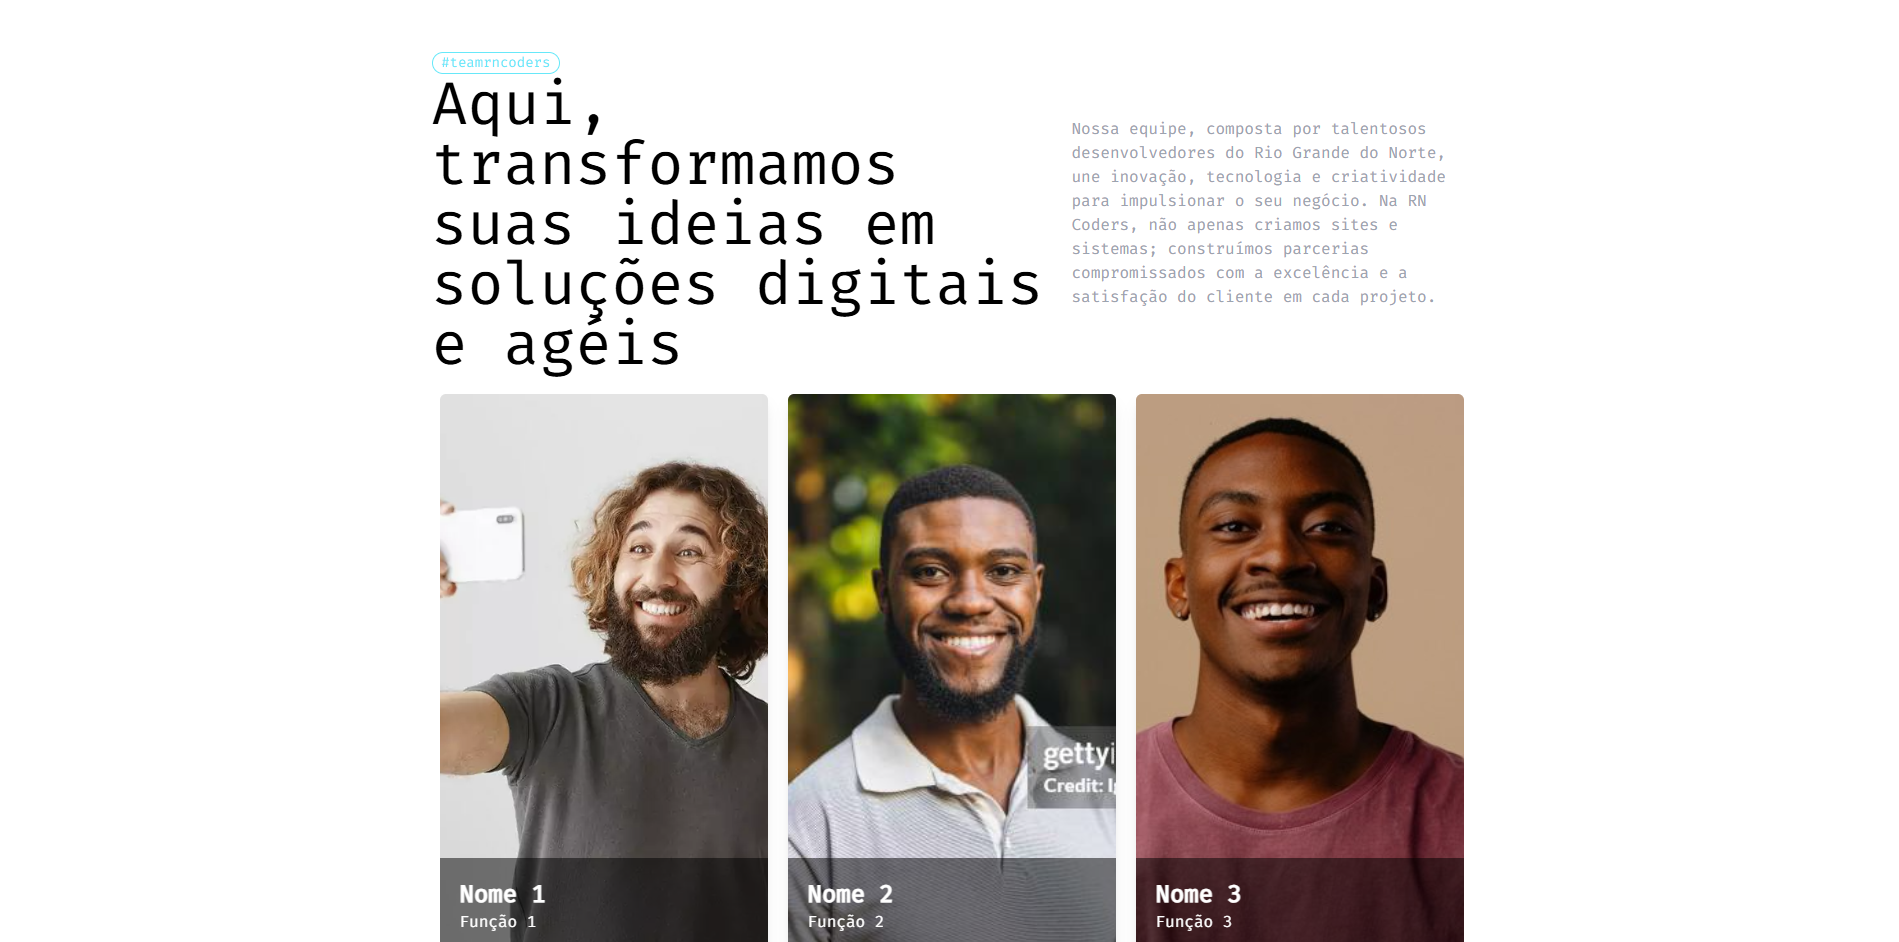 #teamrncoders
Aqui,
transformamos
suas ideias em
soluções digitais
e agéis
Nossa equipe, composta por talentosos
desenvolvedores do Rio Grande do Norte,
une inovação, tecnologia e criatividade
para impulsionar o seu negócio. Na RN
Coders, não apenas criamos sites e
sistemas; construímos parcerias
compromissados com a excelência e a
satisfação do cliente em cada projeto.
gettyi
Credit:
Nome 1
Função 1
Nome 2
Função 2
Nome 3
Função 3